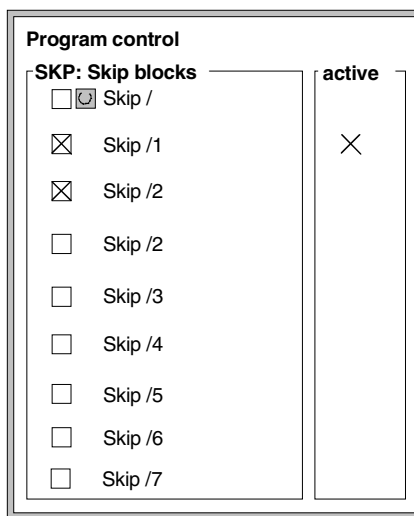 Program control
SKP: Skip blocks active
Skip /
Skip /1
Skip /2
Skip /2
Skip /3
Skip /4
Skip /5
Skip /6
Skip /7